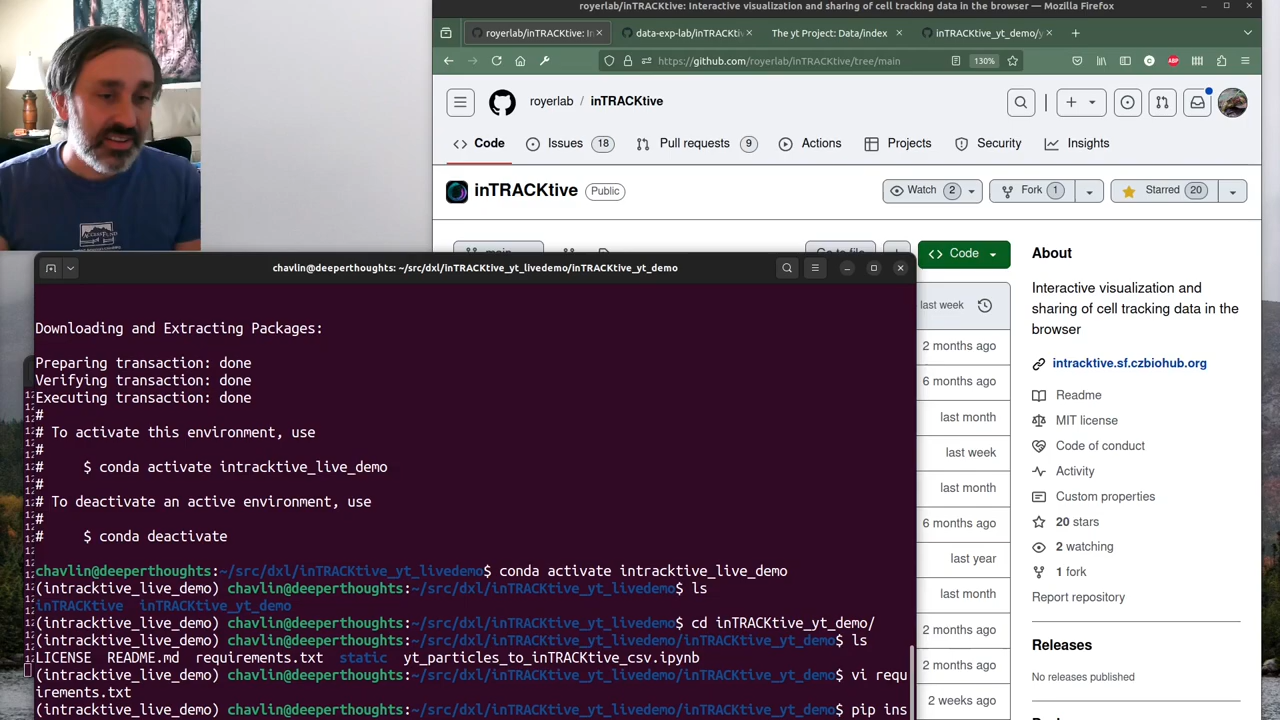 royerlab/inTRACKtive: Interactive visualization and sharing of cell tracking data in the browser — Mozilla Firefox
royerlab/inTRACKtive: In
data-exp-lab/inTRACKtiv
The yt Project: Data/index
inTRACKtive_yt_demo/y
https://github.com/royerlab/inTRACKtive/tree/main
130%
royerlab / inTRACKtive
Code
Issues 18
Pull requests 9
Actions
Projects
Security
Insights
inTRACKtive
Public
Watch 2
Fork 1
Starred 20
main
Go to file
Code
About
Interactive visualization and
sharing of cell tracking data in the
browser
intracktive.sf.czbiohub.org
Readme
MIT license
Code of conduct
Activity
Custom properties
20 stars
2 watching
1 fork
Report repository
Releases
No releases published
last week
2 months ago
6 months ago
last month
last week
last month
6 months ago
last year
last month
2 months ago
2 months ago
2 weeks ago
chavlin@deeperthoughts: ~/src/dxl/inTRACKtive_yt_livedemo/inTRACKtive_yt_demo
Downloading and Extracting Packages:
Preparing transaction: done
Verifying transaction: done
Executing transaction: done
#
# To activate this environment, use
#
#     $ conda activate intracktive_live_demo
#
# To deactivate an active environment, use
#
#     $ conda deactivate
chavlin@deeperthoughts:~/src/dxl/inTRACKtive_yt_livedemo$ conda activate intracktive_live_demo
(intracktive_live_demo) chavlin@deeperthoughts:~/src/dxl/inTRACKtive_yt_livedemo$ ls
inTRACKtive  inTRACKtive_yt_demo
(intracktive_live_demo) chavlin@deeperthoughts:~/src/dxl/inTRACKtive_yt_livedemo$ cd inTRACKtive_yt_demo/
(intracktive_live_demo) chavlin@deeperthoughts:~/src/dxl/inTRACKtive_yt_livedemo/inTRACKtive_yt_demo$ ls
LICENSE  README.md  requirements.txt  static  yt_particles_to_inTRACKtive_csv.ipynb
(intracktive_live_demo) chavlin@deeperthoughts:~/src/dxl/inTRACKtive_yt_livedemo/inTRACKtive_yt_demo$ vi requ
irements.txt
(intracktive_live_demo) chavlin@deeperthoughts:~/src/dxl/inTRACKtive_yt_livedemo/inTRACKtive_yt_demo$ pip ins